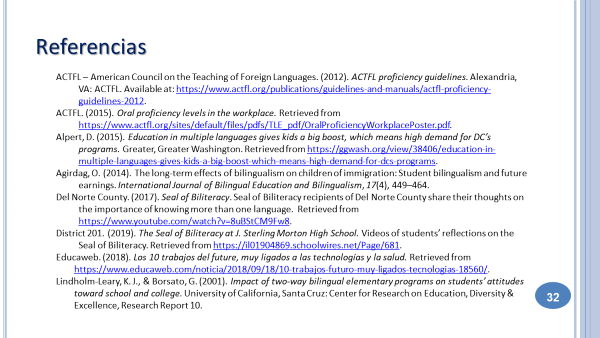 Referencias
ACTFL – American Council on the Teaching of Foreign Languages. (2012). ACTFL proficiency guidelines. Alexandria,
VA: ACTFL. Available at: https://www.actfl.org/publications/guidelines-and-manuals/actfl-proficiency-
guidelines-2012.
ACTFL. (2015). Oral proficiency levels in the workplace. Retrieved from
https://www.actfl.org/sites/default/files/pdfs/TLE_pdf/OralProficiencyWorkplacePoster.pdf.
Alpert, D. (2015). Education in multiple languages gives kids a big boost, which means high demand for DC's
programs. Greater, Greater Washington. Retrieved from https://ggwash.org/view/38406/education-in-
multiple-languages-gives-kids-a-big-boost-which-means-high-demand-for-dcs-programs.
Agirdag, O. (2014). The long-term effects of bilingualism on children of immigration: Student bilingualism and future
earnings. International Journal of Bilingual Education and Bilingualism, 17(4), 449–464.
Del Norte County. (2017). Seal of Biliteracy. Seal of Biliteracy recipients of Del Norte County share their thoughts on
the importance of knowing more than one language. Retrieved from
https://www.youtube.com/watch?v=8uBStCM9Fw8.
District 201. (2019). The Seal of Biliteracy at J. Sterling Morton High School. Videos of students' reflections on the
Seal of Biliteracy. Retrieved from https://il01904869.schoolwires.net/Page/681.
Educaweb. (2018). Los 10 trabajos del futuro, muy ligados a las technologías y la salud. Retrieved from
https://www.educaweb.com/noticia/2018/09/18/10-trabajos-futuro-muy-ligados-tecnologias-18560/.
Lindholm-Leary, K. J., & Borsato, G. (2001). Impact of two-way bilingual elementary programs on students' attitudes
toward school and college. University of California, Santa Cruz: Center for Research on Education, Diversity &
Excellence, Research Report 10.
32